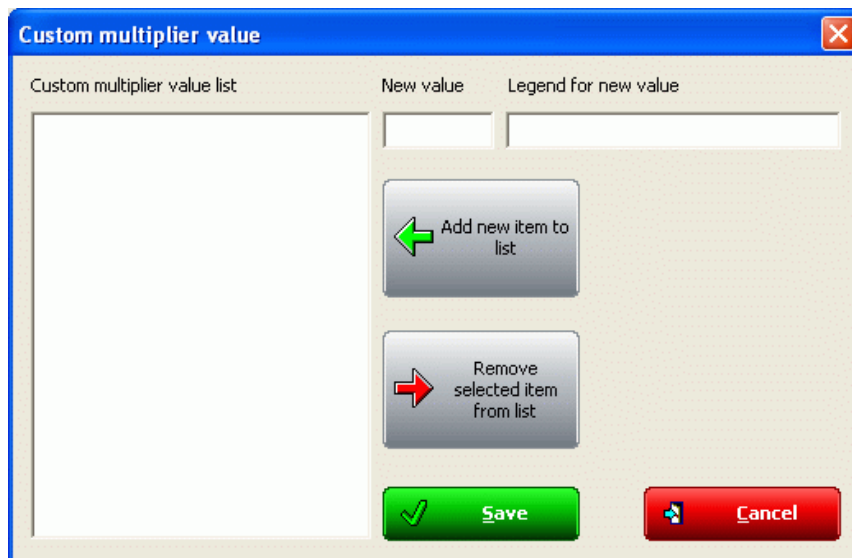 Custom multiplier value
Custom multiplier value list
New value
Legend for new value
Add new item to
list
Remove
selected item
from list
Save
Cancel